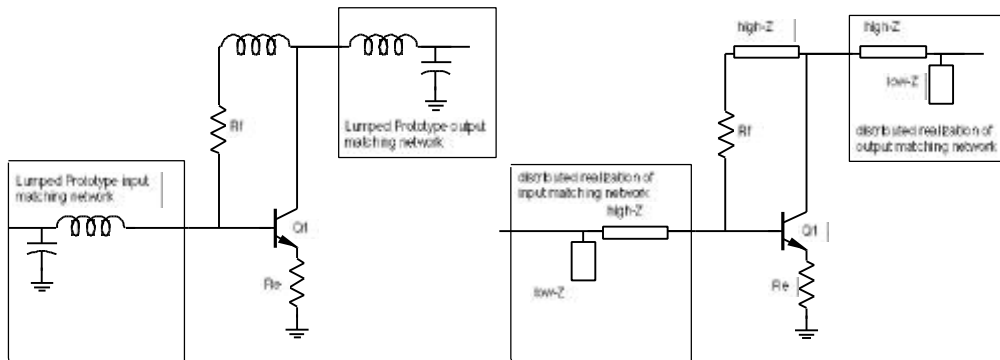 Rf
Lumped Prototype output
matching network
Lumped Prototype input
matching network
Q1
Re
high-Z
high-Z
low-Z
Rf
distributed realization of
output matching network
distributed realization of
input matching network
high-Z
Q1
low-Z
Re